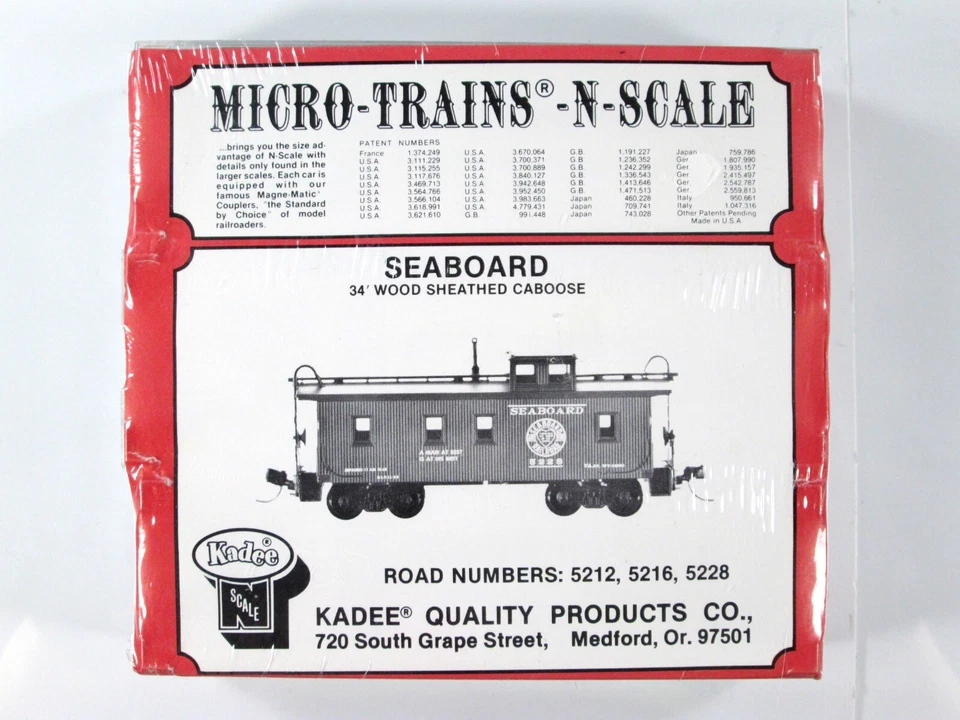 MICRO-TRAINS®-N-SCALE
...brings you the size ad-
vantage of N-Scale with
details only found in the
larger scales. Each car is
equipped with our
famous Magne-Matic®
Couplers, "the Standard
by Choice" of model
railroaders.
PATENT NUMBERS
France 1,374,249 U.S.A. 3,670,064 G.B. 1,191,227 Japan 759,786
U.S.A. 3,111,229 U.S.A. 3,700,371 G.B. 1,236,352 Ger. 1,807,990
U.S.A. 3,115,255 U.S.A. 3,700,889 G.B. 1,242,299 Ger. 1,935,157
U.S.A. 3,117,676 U.S.A. 3,840,127 G.B. 1,336,543 Ger. 2,415,497
U.S.A. 3,469,713 U.S.A. 3,942,648 G.B. 1,413,646 Ger. 2,542,787
U.S.A. 3,564,766 U.S.A. 3,952,450 G.B. 1,471,513 Ger. 2,559,813
U.S.A. 3,566,104 U.S.A. 3,983,663 Japan 460,228 Italy 950,661
U.S.A. 3,618,991 U.S.A. 4,779,431 Japan 709,741 Italy 1,047,316
U.S.A. 3,621,610 G.B. 991,448 Japan 743,028 Other Patents Pending
Made in U.S.A.
SEABOARD
34' WOOD SHEATHED CABOOSE
SEABOARD
SEABOARD
A MAN AT REST
IS AT HIS BEST
5228
Kadee®
N
SCALE
ROAD NUMBERS: 5212, 5216, 5228
KADEE® QUALITY PRODUCTS CO.,
720 South Grape Street, Medford, Or. 97501